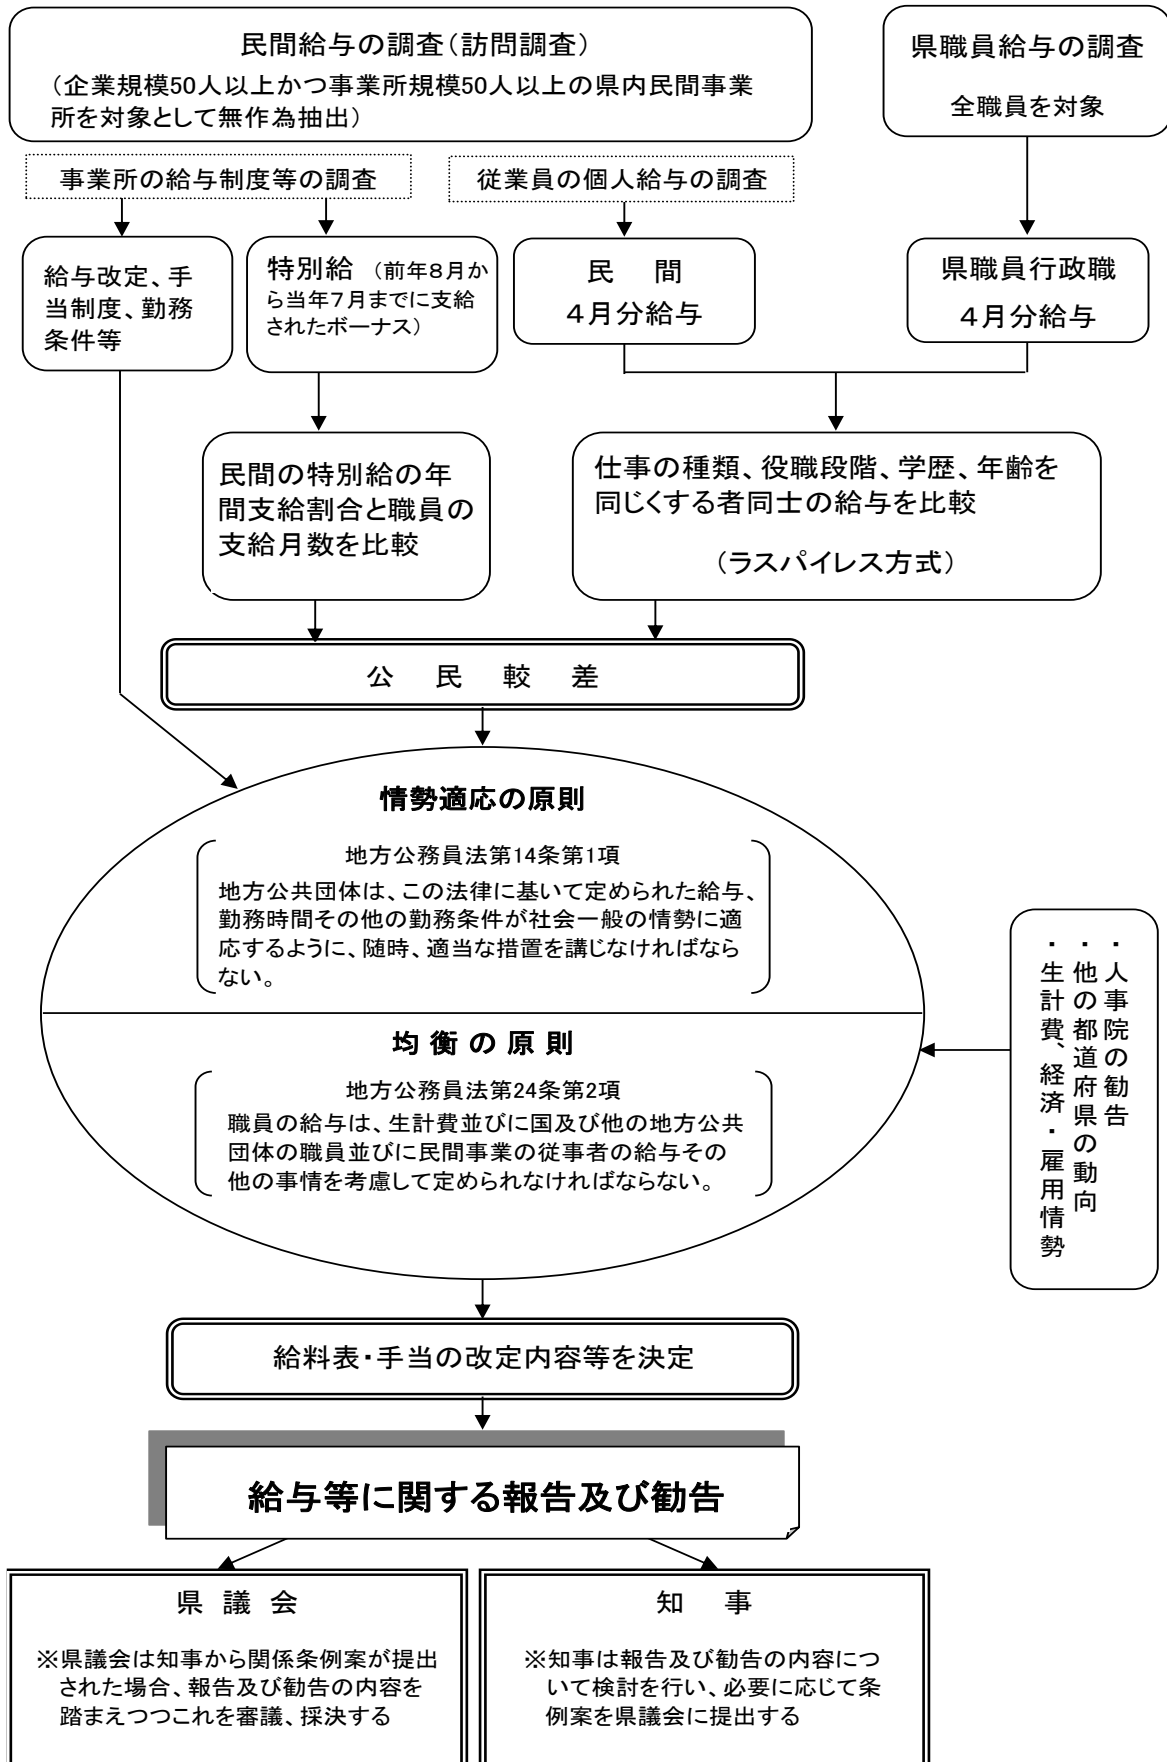 民間給与の調査(訪問調査)
(企業規模50人以上かつ事業所規模50人以上の県内民間事業
所を対象として無作為抽出)
県職員給与の調査
全職員を対象
事業所の給与制度等の調査
従業員の個人給与の調査
給与改定、手
当制度、勤務
条件等
特別給 (前年8月か
ら当年7月までに支給
されたボーナス)
民 間
4月分給与
県職員行政職
4月分給与
民間の特別給の年
間支給割合と職員の
支給月数を比較
仕事の種類、役職段階、学歴、年齢を
同じくする者同士の給与を比較
(ラスパイレス方式)
公 民 較 差
情勢適応の原則
地方公務員法第14条第1項
地方公共団体は、この法律に基いて定められた給与、
勤務時間その他の勤務条件が社会一般の情勢に適
応するように、随時、適当な措置を講じなければなら
ない。
均衡の原則
地方公務員法第24条第2項
職員の給与は、生計費並びに国及び他の地方公共
団体の職員並びに民間事業の従事者の給与その
他の事情を考慮して定められなければならない。
・人事院の勧告
・他の都道府県の動向
・生計費、経済・雇用情勢
給料表・手当の改定内容等を決定
給与等に関する報告及び勧告
県 議 会
※県議会は知事から関係条例案が提出
された場合、報告及び勧告の内容を
踏まえつつこれを審議、採決する
知 事
※知事は報告及び勧告の内容につ
いて検討を行い、必要に応じて条
例案を県議会に提出する